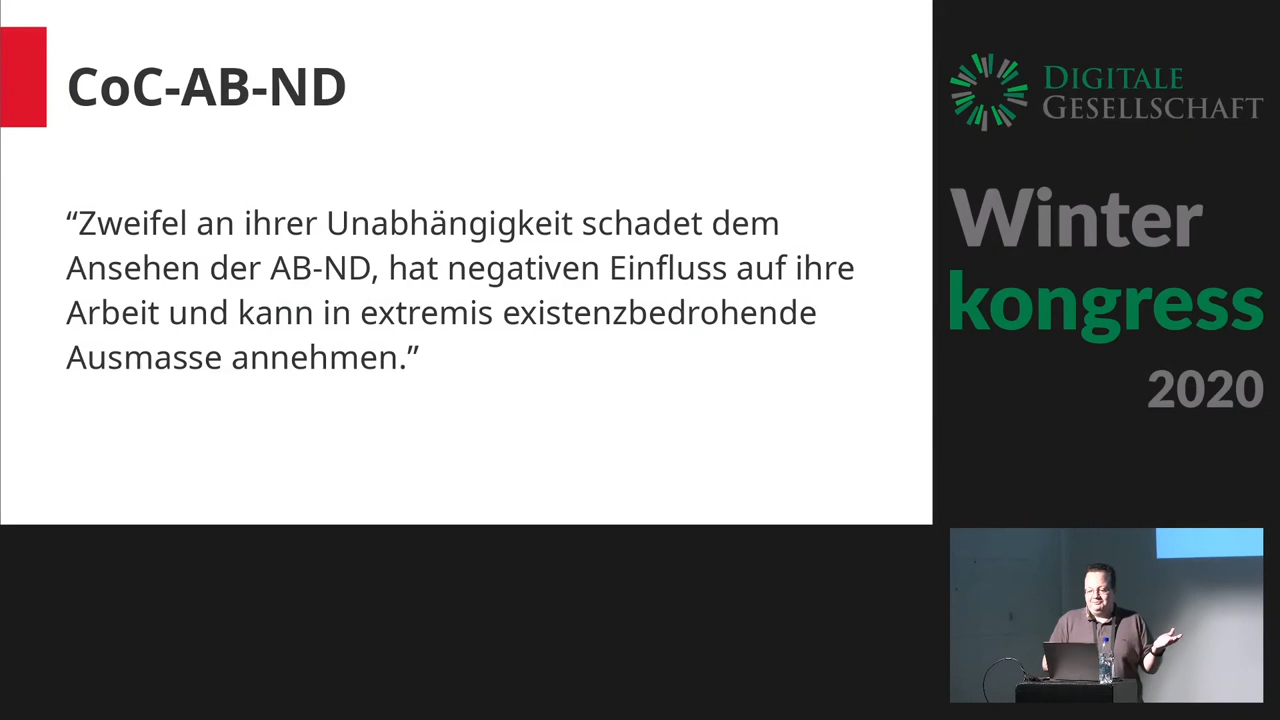 CoC-AB-ND
“Zweifel an ihrer Unabhängigkeit schadet dem
Ansehen der AB-ND, hat negativen Einfluss auf ihre
Arbeit und kann in extremis existenzbedrohende
Ausmasse annehmen.”
DIGITALE
GESELLSCHAFT
Winter
kongress
2020